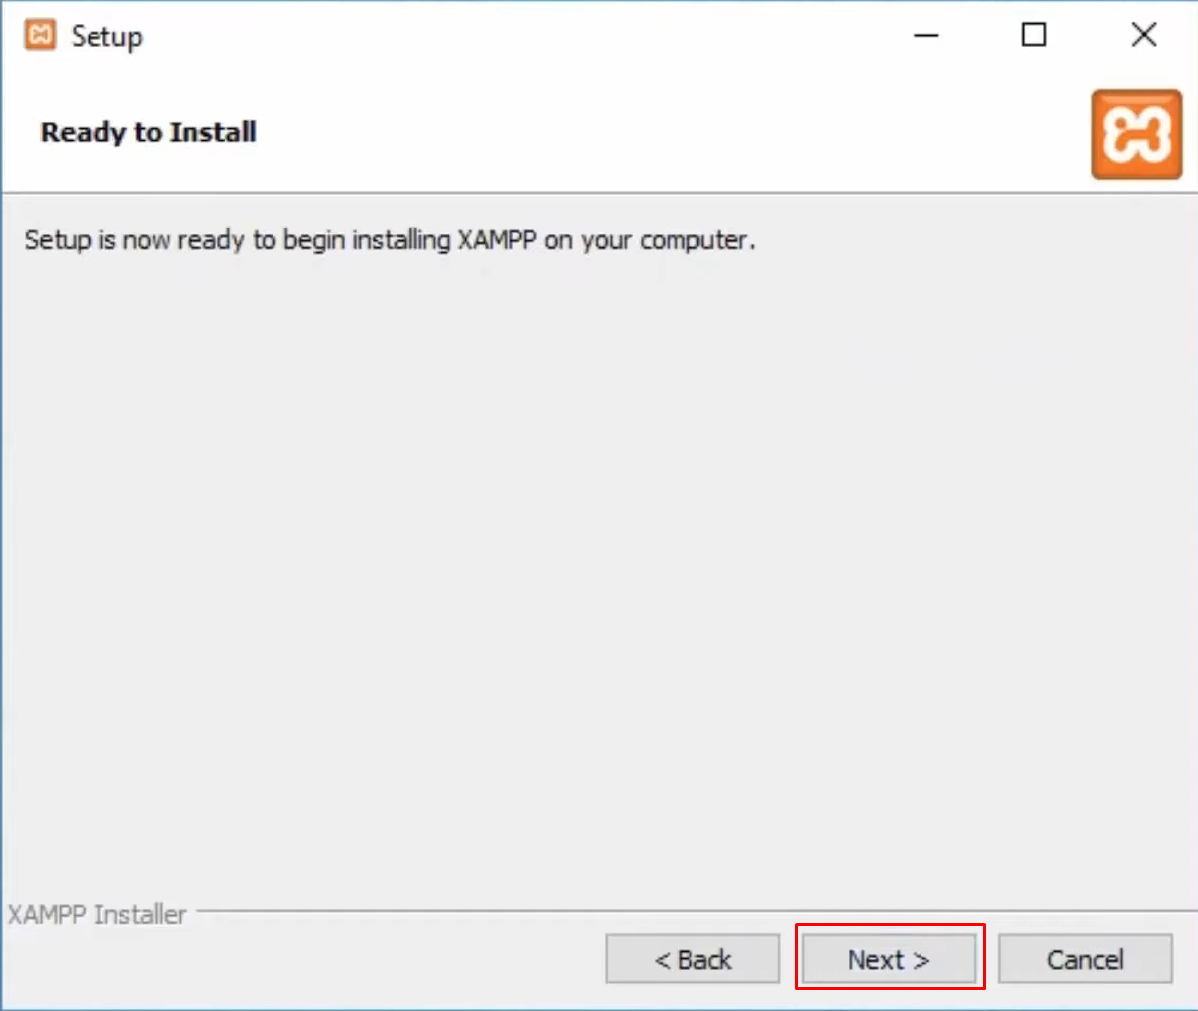 Setup
Ready to Install
Setup is now ready to begin installing XAMPP on your computer.
XAMPP Installer
< Back
Next >
Cancel